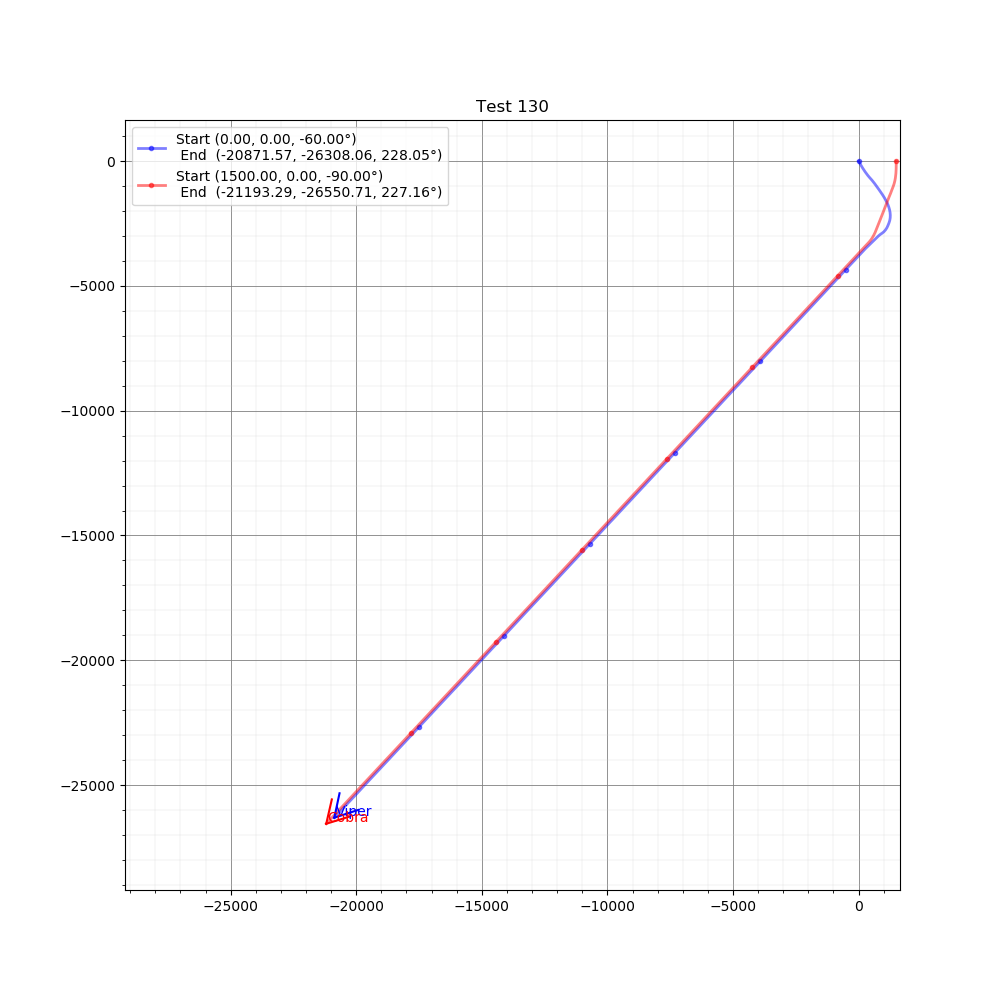 Test 130
Start (0.00, 0.00, -60.00°)
End (-20871.57, -26308.06, 228.05°)
Start (1500.00, 0.00, -90.00°)
End (-21193.29, -26550.71, 227.16°)
0
−5000
−10000
−15000
−20000
−25000
Viper
Cobra
−25000 −20000 −15000 −10000 −5000 0